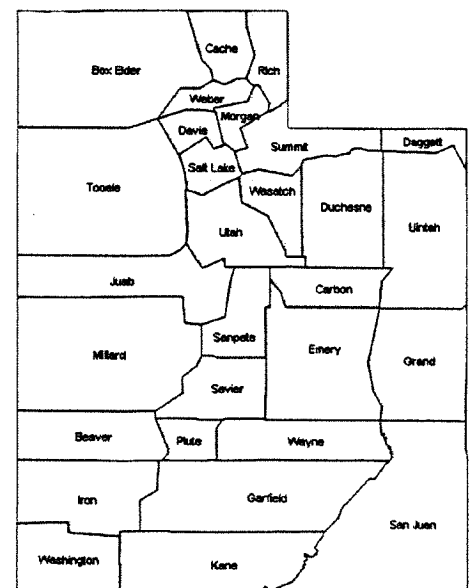 Cache
Box Elder
Rich
Weber
Morgan
Davis
Summit
Daggett
Salt Lake
Tooele
Wasatch
Duchesne
Uintah
Utah
Juab
Carbon
Sanpete
Millard
Emery
Grand
Sevier
Beaver
Piute
Wayne
Iron
Garfield
San Juan
Washington
Kane